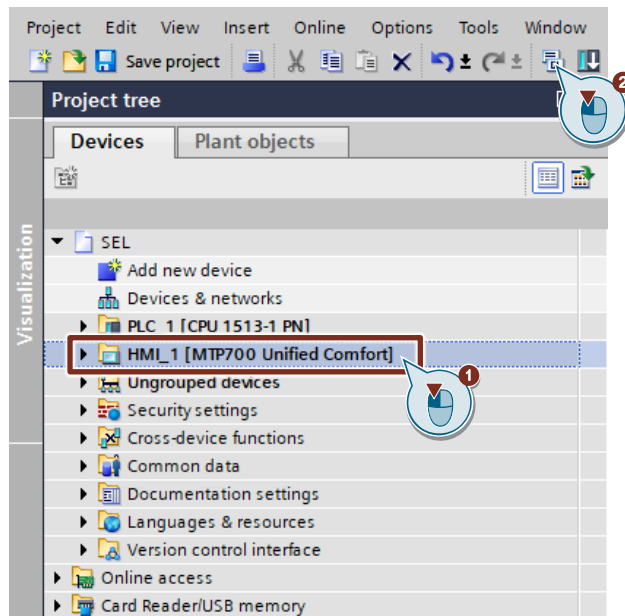 Project Edit View Insert Online Options Tools Window
Save project
2
Project tree
Devices Plant objects
Visualization
SEL
Add new device
Devices & networks
PLC_1 [CPU 1513-1 PN]
HMI_1 [MTP700 Unified Comfort]
1
Ungrouped devices
Security settings
Cross-device functions
Common data
Documentation settings
Languages & resources
Version control interface
Online access
Card Reader/USB memory